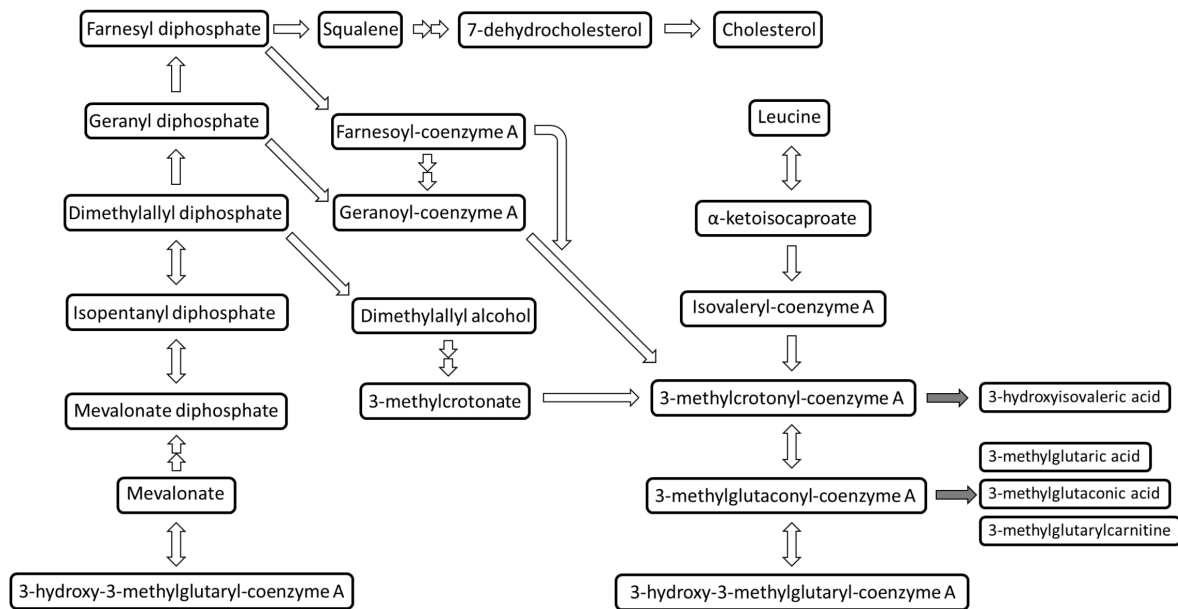 Farnesyl diphosphate
Squalene
7-dehydrocholesterol
Cholesterol
Geranyl diphosphate
Farnesoyl-coenzyme A
Leucine
Dimethylallyl diphosphate
Geranoyl-coenzyme A
α-ketoisocaproate
Isopentanyl diphosphate
Dimethylallyl alcohol
Isovaleryl-coenzyme A
Mevalonate diphosphate
3-methylcrotonate
3-methylcrotonyl-coenzyme A
3-hydroxyisovaleric acid
3-methylglutaric acid
Mevalonate
3-methylglutaconyl-coenzyme A
3-methylglutaconic acid
3-methylglutarylcarnitine
3-hydroxy-3-methylglutaryl-coenzyme A
3-hydroxy-3-methylglutaryl-coenzyme A